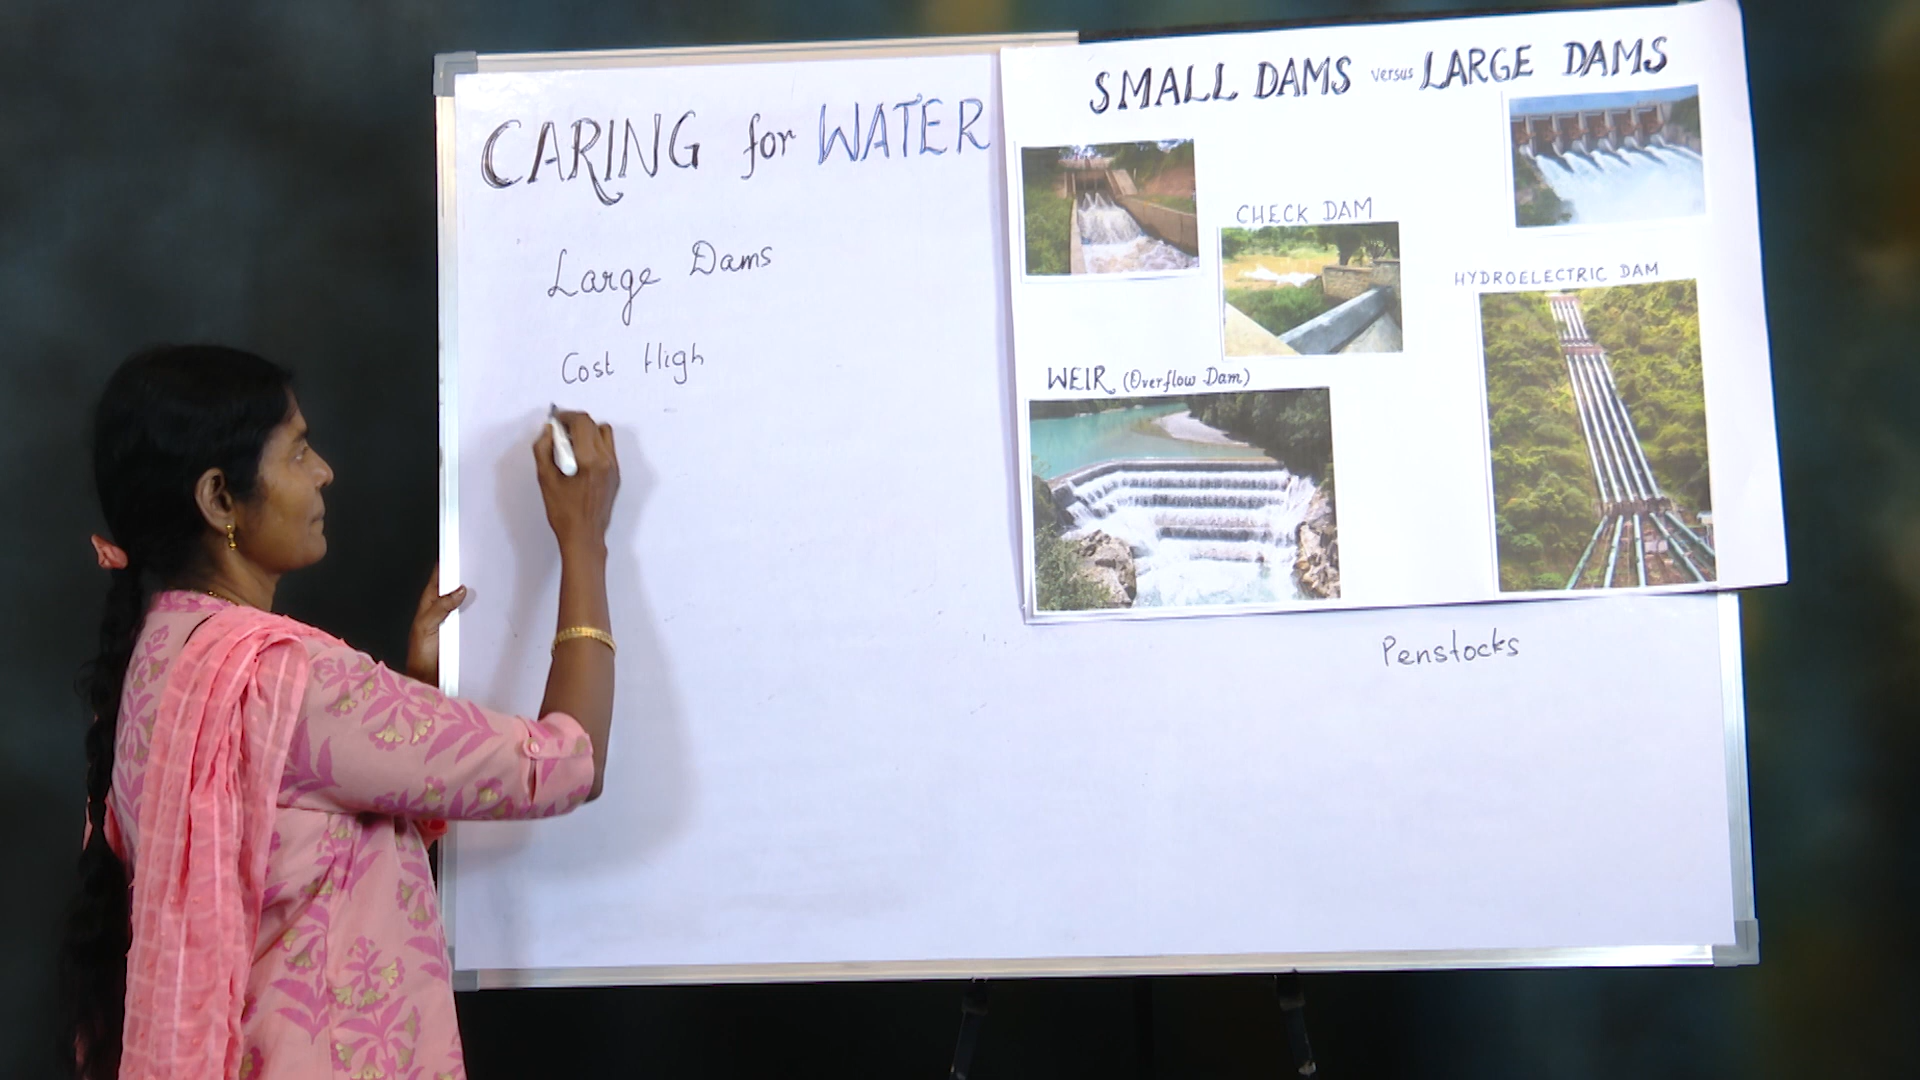 CARING for WATER
Large Dams
Cost High
SMALL DAMS versus LARGE DAMS
CHECK DAM
HYDROELECTRIC DAM
WEIR (Overflow Dam)
Penstocks